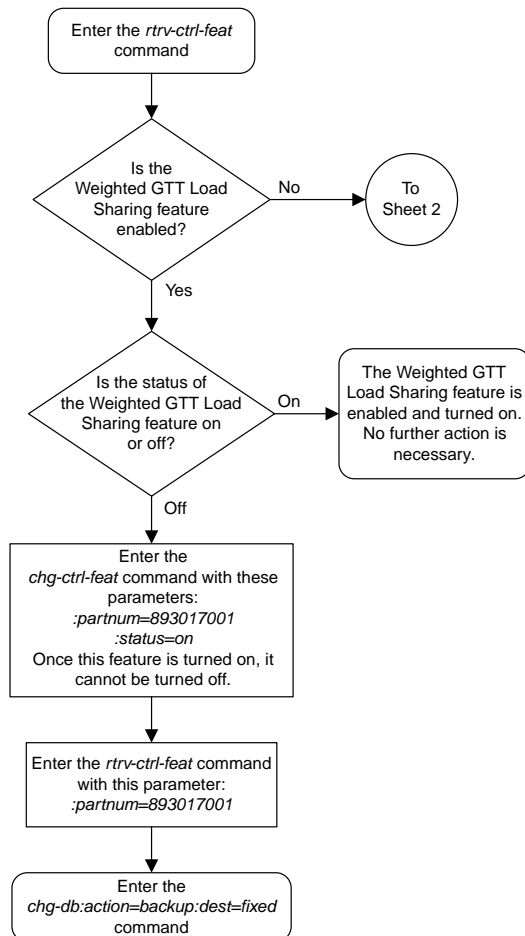 Enter the rtrv-ctrl-feat
command
Is the
Weighted GTT Load
Sharing feature
enabled?
No
To
Sheet 2
Yes
Is the status of
the Weighted GTT Load
Sharing feature on
or off?
On
The Weighted GTT
Load Sharing feature is
enabled and turned on.
No further action is
necessary.
Off
Enter the
chg-ctrl-feat command with these
parameters:
:partnum=893017001
:status=on
Once this feature is turned on, it
cannot be turned off.
Enter the rtrv-ctrl-feat command
with this parameter:
:partnum=893017001
Enter the
chg-db:action=backup:dest=fixed
command